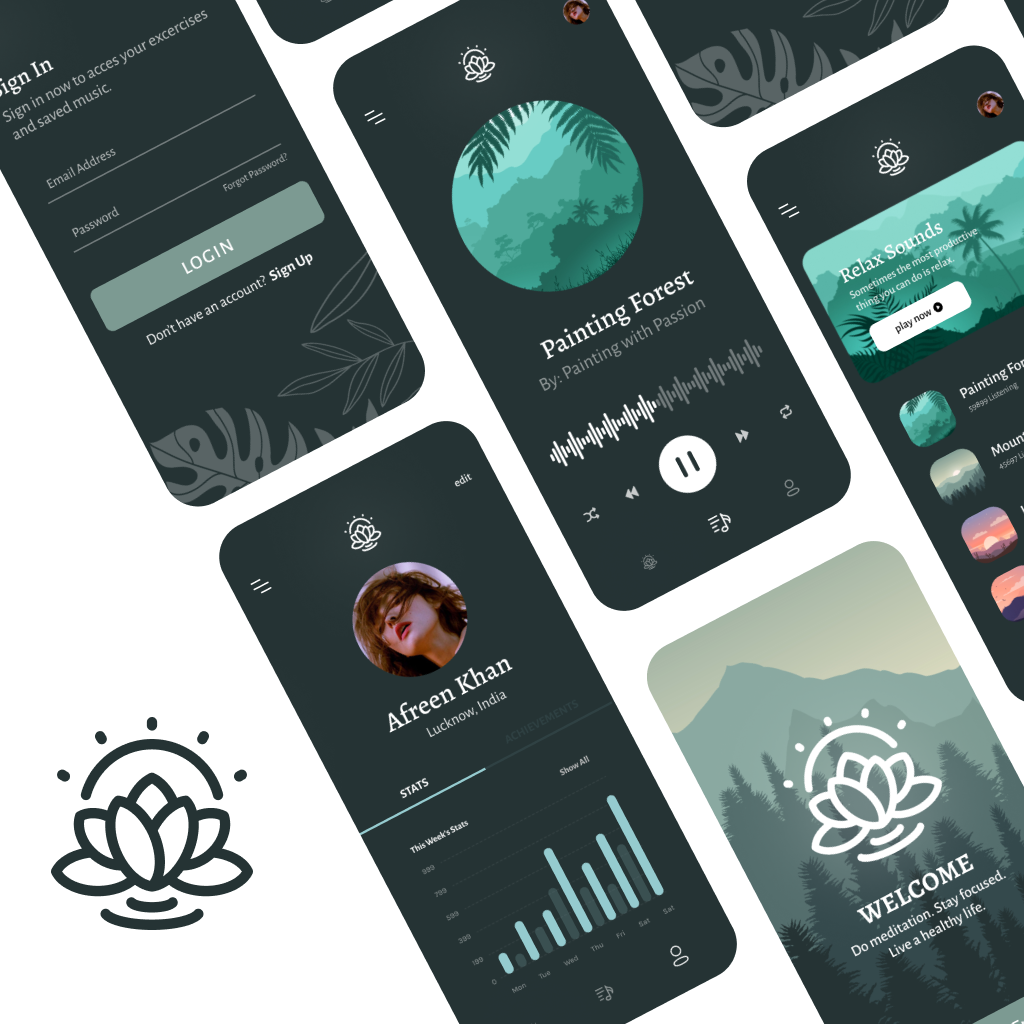 Sign In
Sign in now to acces your excercises
and saved music.
Email Address
Password
Forgot Password?
LOGIN
Don't have an account? Sign Up
Painting Forest
By: Painting with Passion
Relax Sounds
Sometimes the most productive
thing you can do is relax.
play now
Painting For
59899 Listening
Moun
45697 Li
edit
Afreen Khan
Lucknow, India
STATS
ACHIEVEMENTS
Show All
This Week's Stats
999
799
599
399
199
0
Mon
Tue
Wed
Thu
Fri
Sat
Sat
WELCOME
Do meditation. Stay focused.
Live a healthy life.